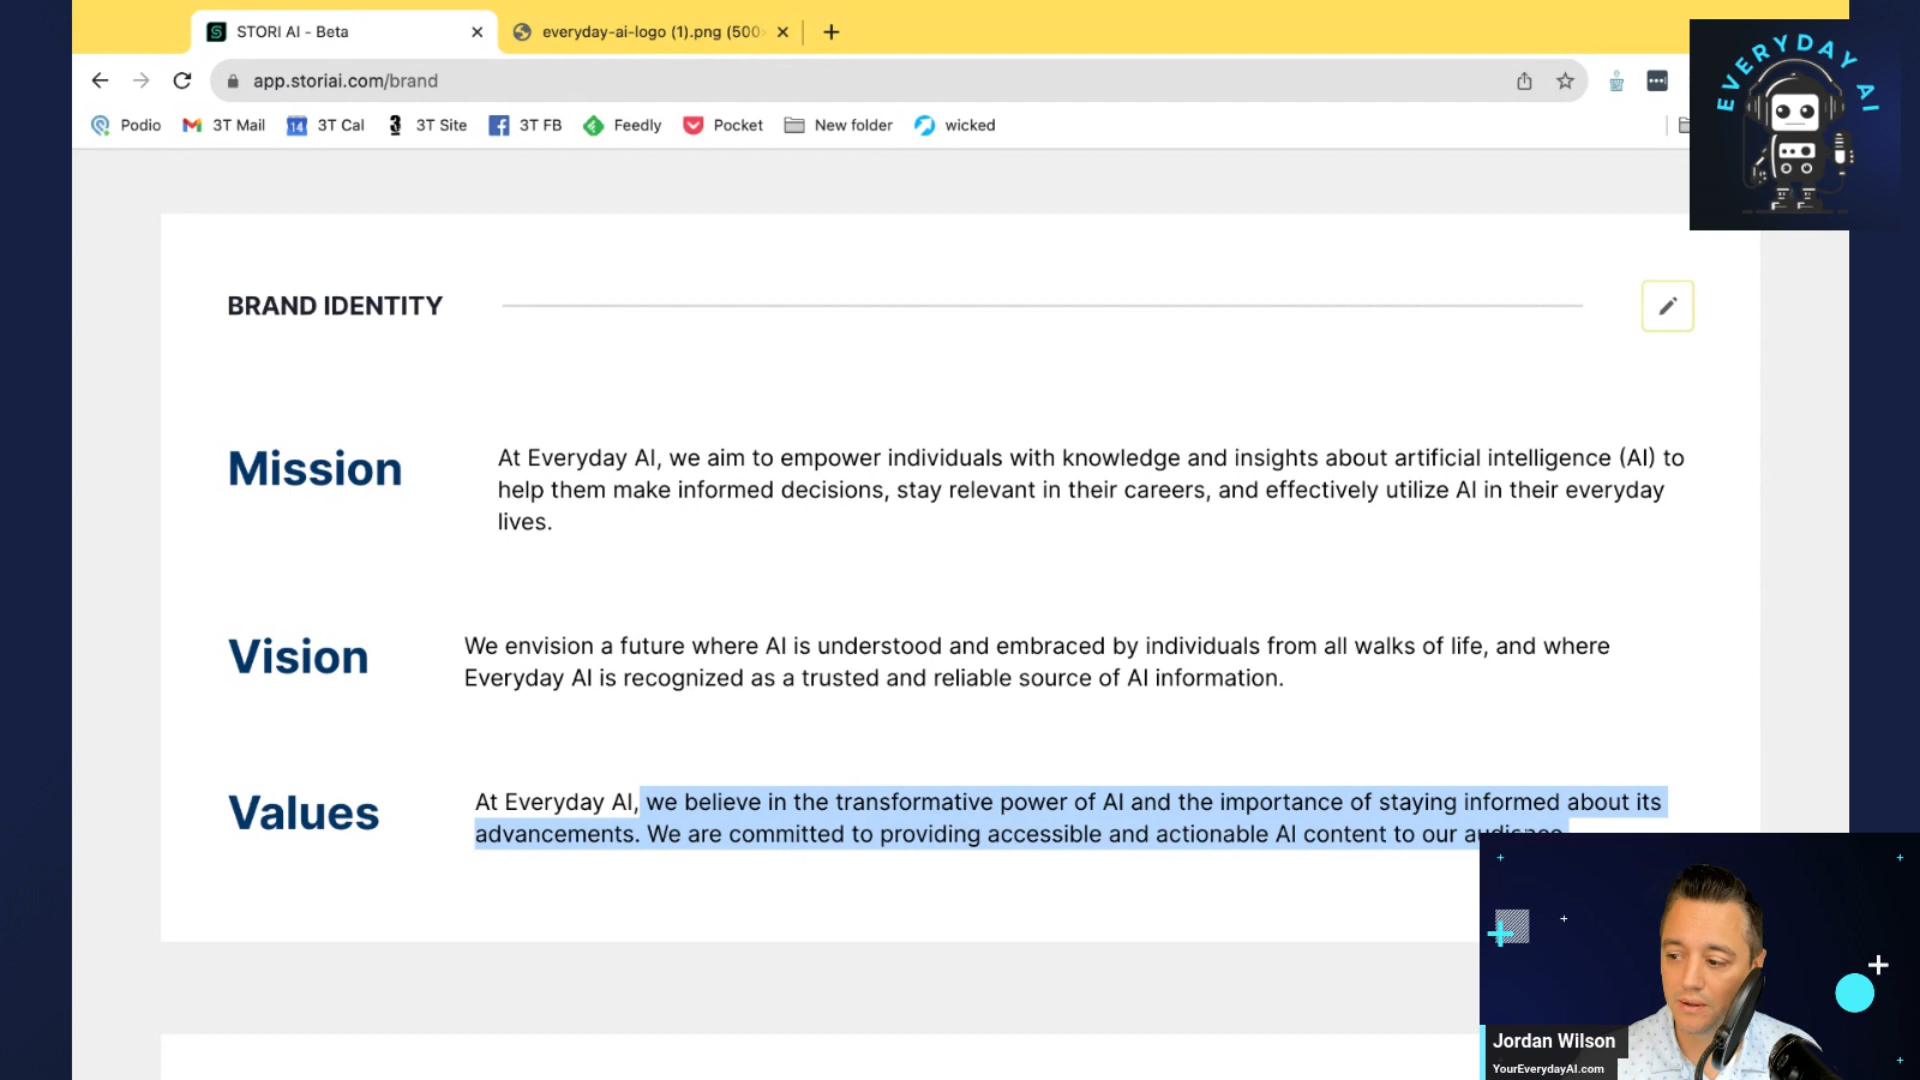 STORI AI - Beta
everyday-ai-logo (1).png (500
app.storiai.com/brand
Podio
3T Mail
14
3T Cal
3T Site
3T FB
Feedly
Pocket
New folder
wicked
EVERYDAY AI
BRAND IDENTITY
Mission
At Everyday AI, we aim to empower individuals with knowledge and insights about artificial intelligence (AI) to
help them make informed decisions, stay relevant in their careers, and effectively utilize AI in their everyday
lives.
Vision
We envision a future where AI is understood and embraced by individuals from all walks of life, and where
Everyday AI is recognized as a trusted and reliable source of AI information.
Values
At Everyday AI, we believe in the transformative power of AI and the importance of staying informed about its
advancements. We are committed to providing accessible and actionable AI content to our audience.
Jordan Wilson
YourEverydayAI.com